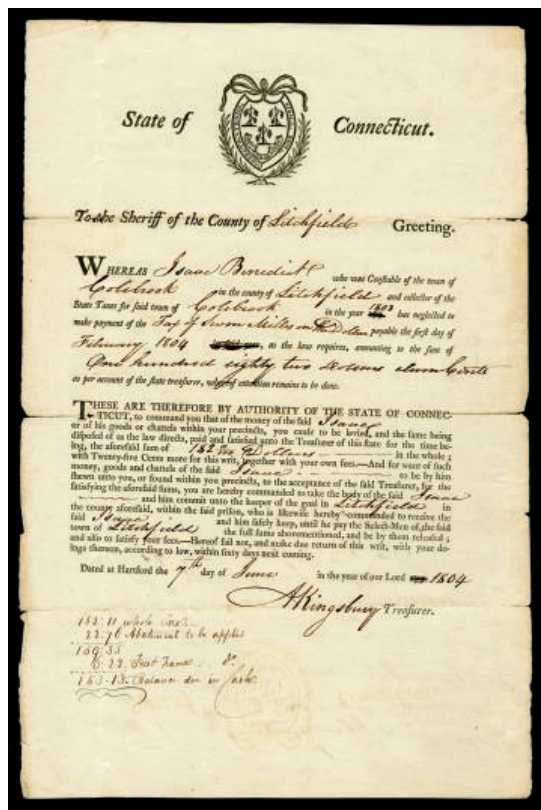 State of Connecticut.
To the Sheriff of the County of Litchfield Greeting.
WHEREAS Isaac Benedict who was Constable of the town of
Colebrook in the county of Litchfield and collector of the
State Taxes for said town of Colebrook in the year 1803 has neglected to
make payment of the Tax of Seven Mills on the Dollar payable the first day of
February 1804 as the law requires, amounting to the sum of
One hundred eighty two dollars eleven Cents
as per account of the state treasurer, whereof execution remains to be done.
THESE ARE THEREFORE BY AUTHORITY OF THE STATE OF CONNEC-
TICUT, to command you that of the money of the said Isaac
or of his goods or chattels within your precincts, you cause to be levied, and the same being
disposed of as the law directs, paid and satisfied unto the Treasurer of this state for the time be-
ing, the aforesaid sum of 182 Dollars in the whole;
with Twenty-five Cents more for this writ, together with your own fees.—And for want of such
money, goods and chattels of the said Isaac to be by him
shewn unto you, or found within you precincts, to the acceptance of the said Treasurer, for the
satisfying the aforesaid sums, you are hereby commanded to take the body of the said Isaac
and him commit unto the keeper of the goal in Litchfield in
the county aforesaid, within the said prison, who is likewise hereby commanded to receive the
said Isaac and him safely keep, until he pay the Select-Men of the said
town of Litchfield the full sums abovementioned, and be by them released;
and also to satisfy your fees.—Hereof fail not, and make due return of this writ, with your do-
ings thereon, according to law, within sixty days next coming.
Dated at Hartford the 7th day of June in the year of our Lord 1804
AKingsbury Treasurer.
182.11 whole
22.76 Abatement to be applied
159.35
Balance due in Cash